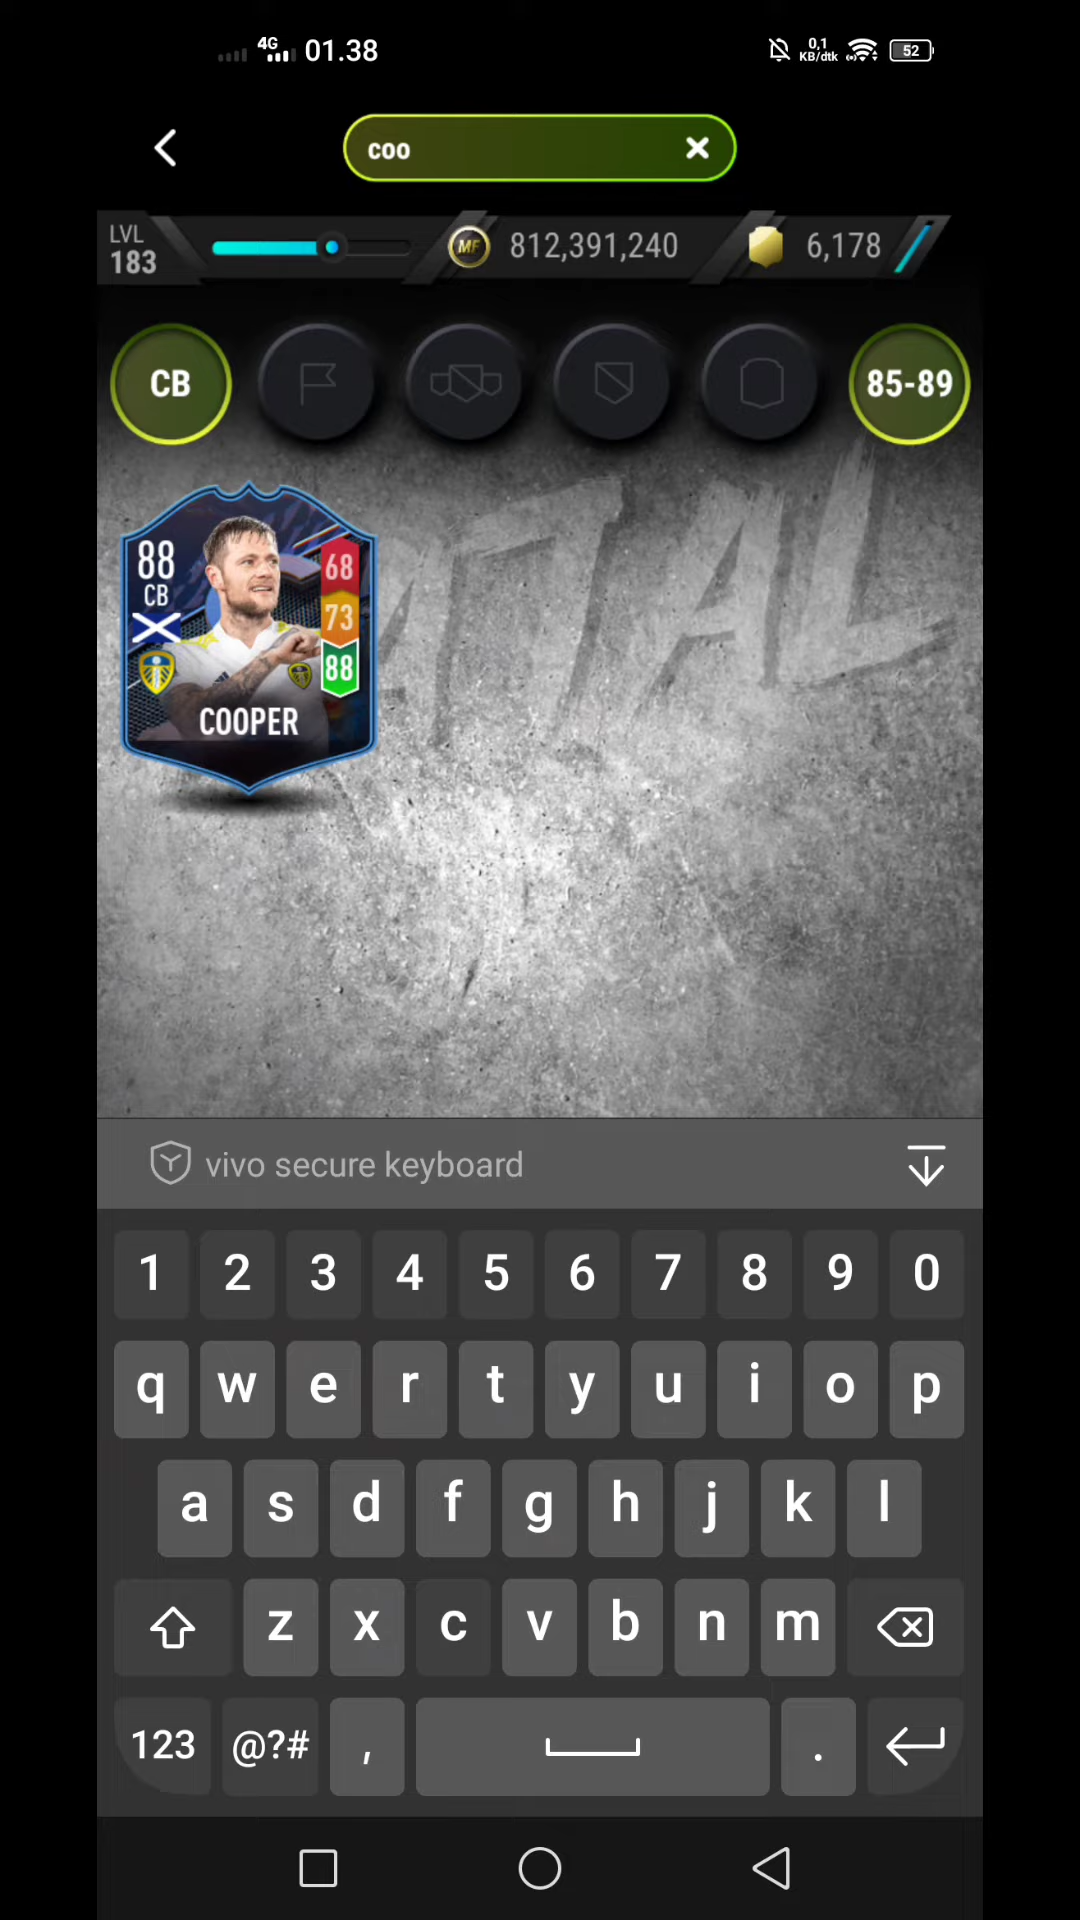 4G 01.38 0,1 KB/dtk 52
coo
LVL 183 MF 812,391,240 6,178
CB 85-89
88 68
CB 73
88
COOPER
vivo secure keyboard
1 2 3 4 5 6 7 8 9 0
q w e r t y u i o p
a s d f g h j k l
z x c v b n m
123 @?# , .